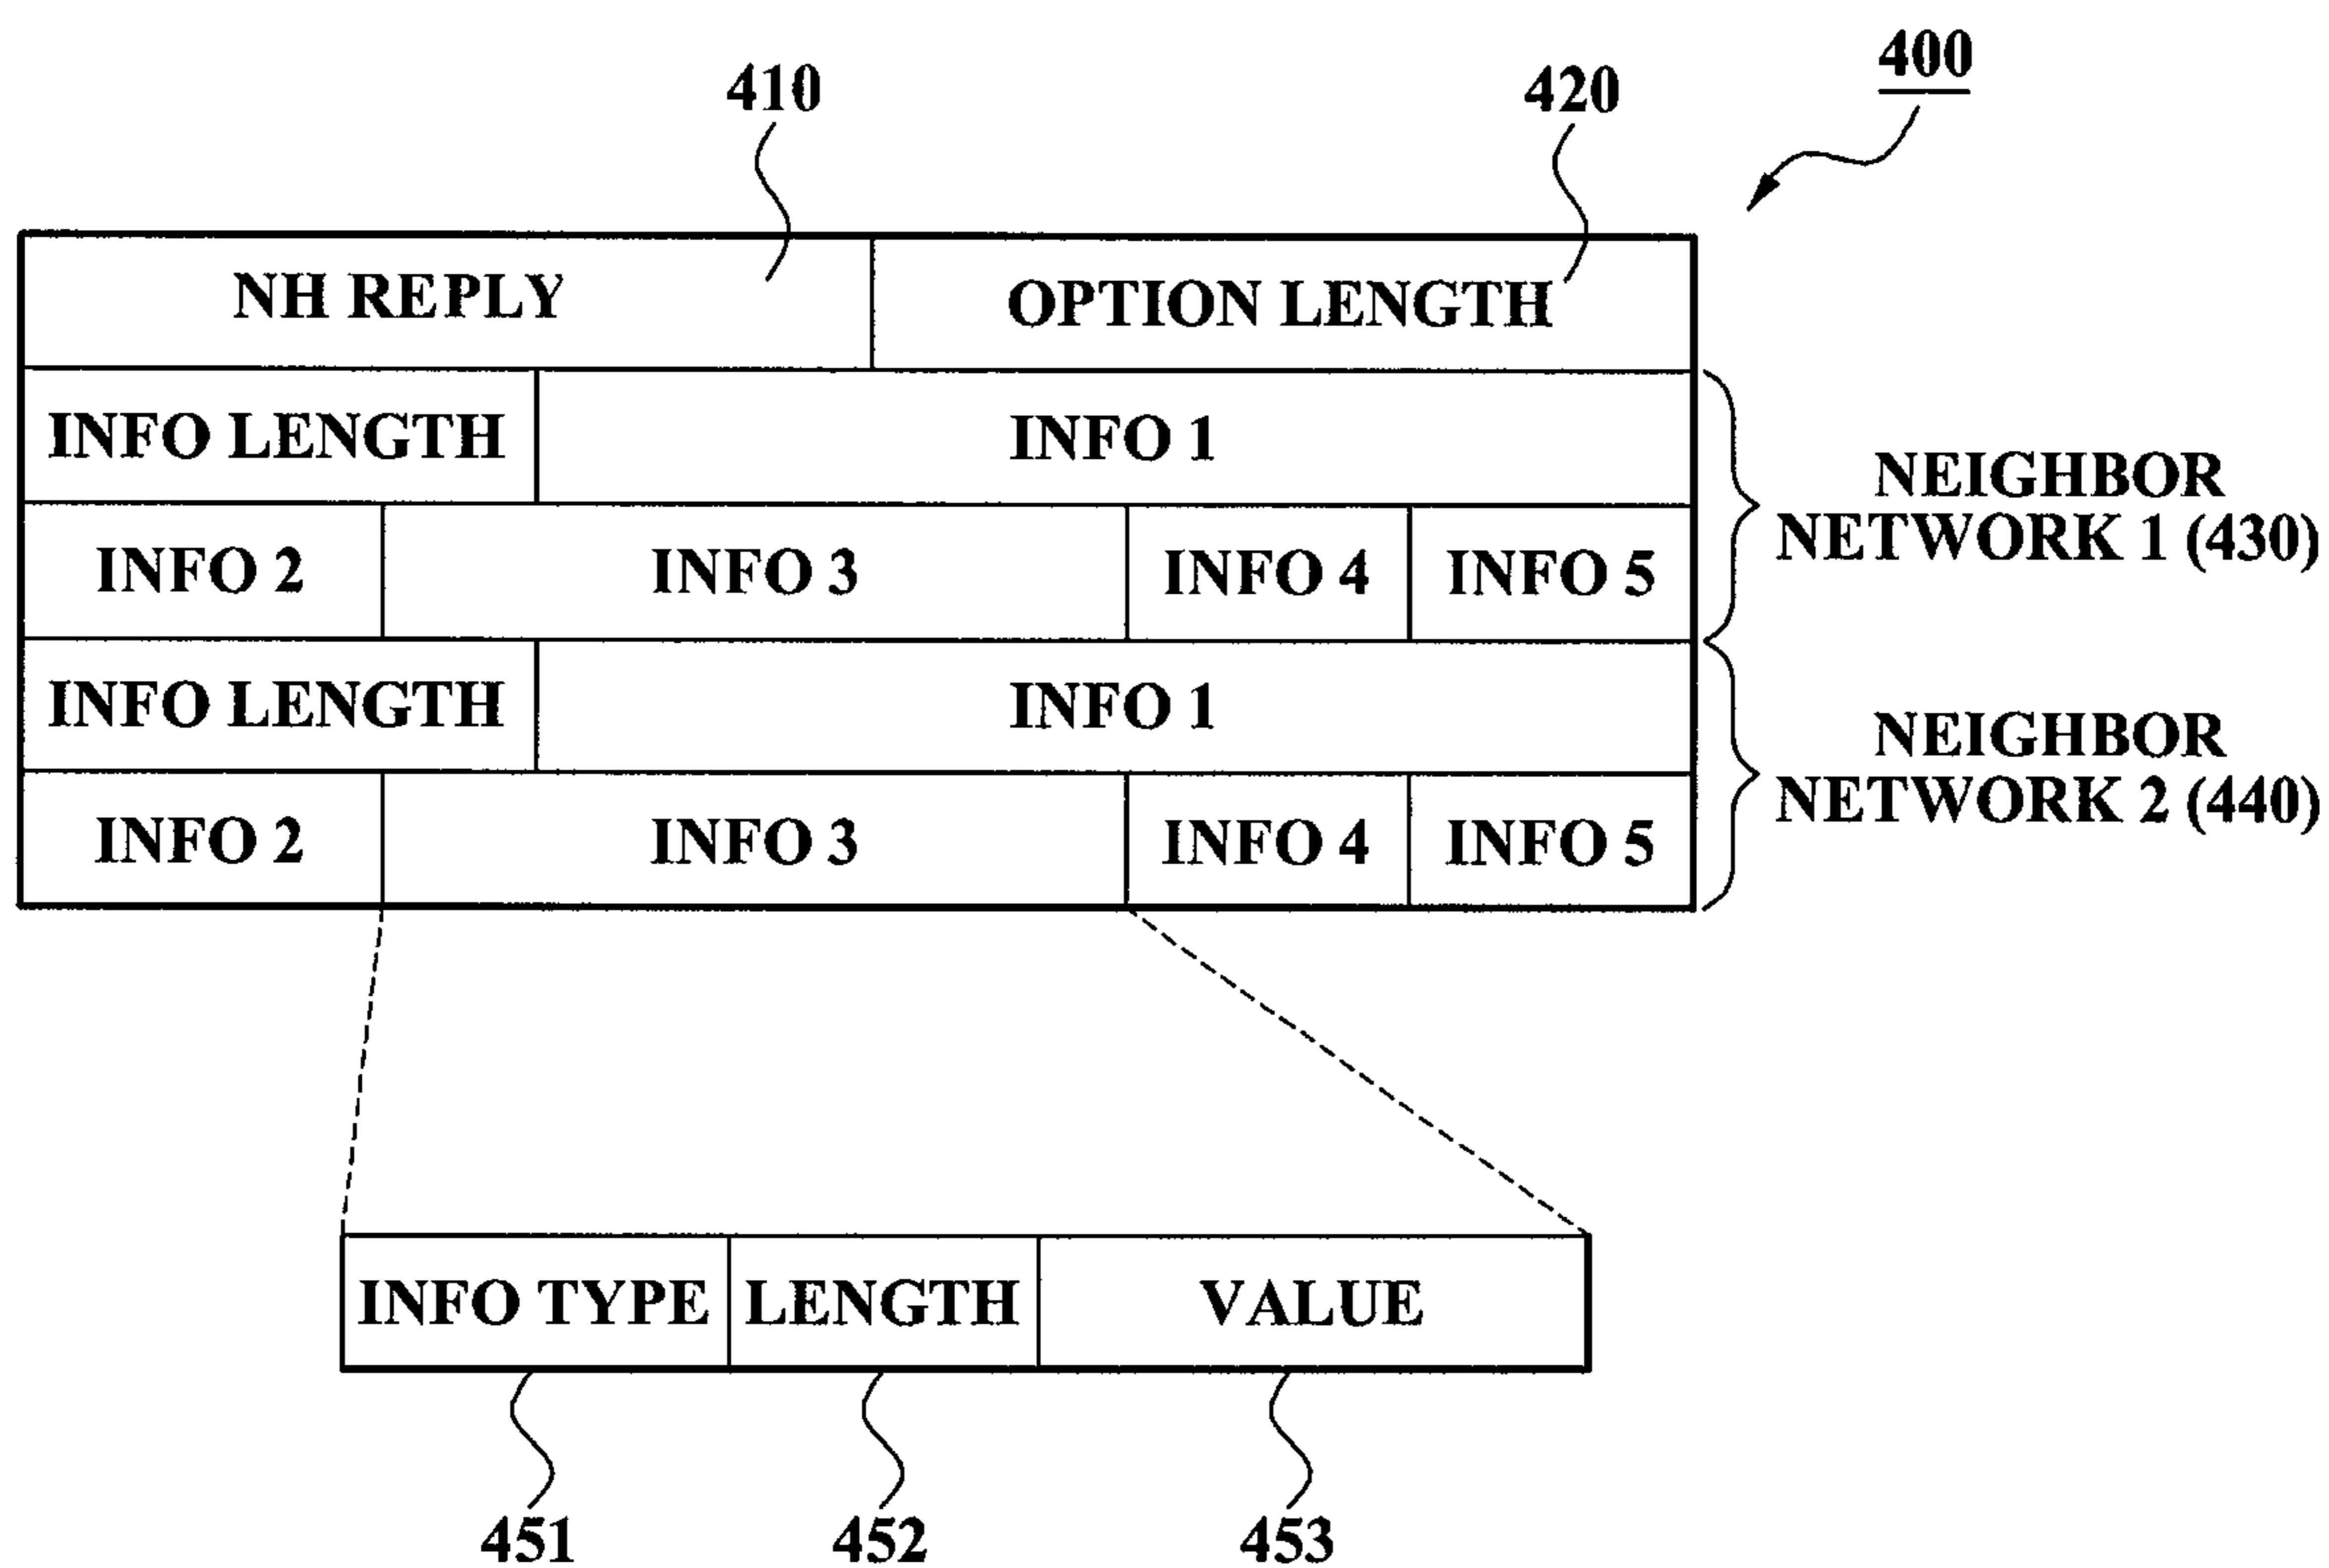 400
410 420
NH REPLY OPTION LENGTH
INFO LENGTH INFO 1
INFO 2 INFO 3 INFO 4 INFO 5
NEIGHBOR
NETWORK 1 (430)
INFO LENGTH INFO 1
INFO 2 INFO 3 INFO 4 INFO 5
NEIGHBOR
NETWORK 2 (440)
INFO TYPE LENGTH VALUE
451 452 453